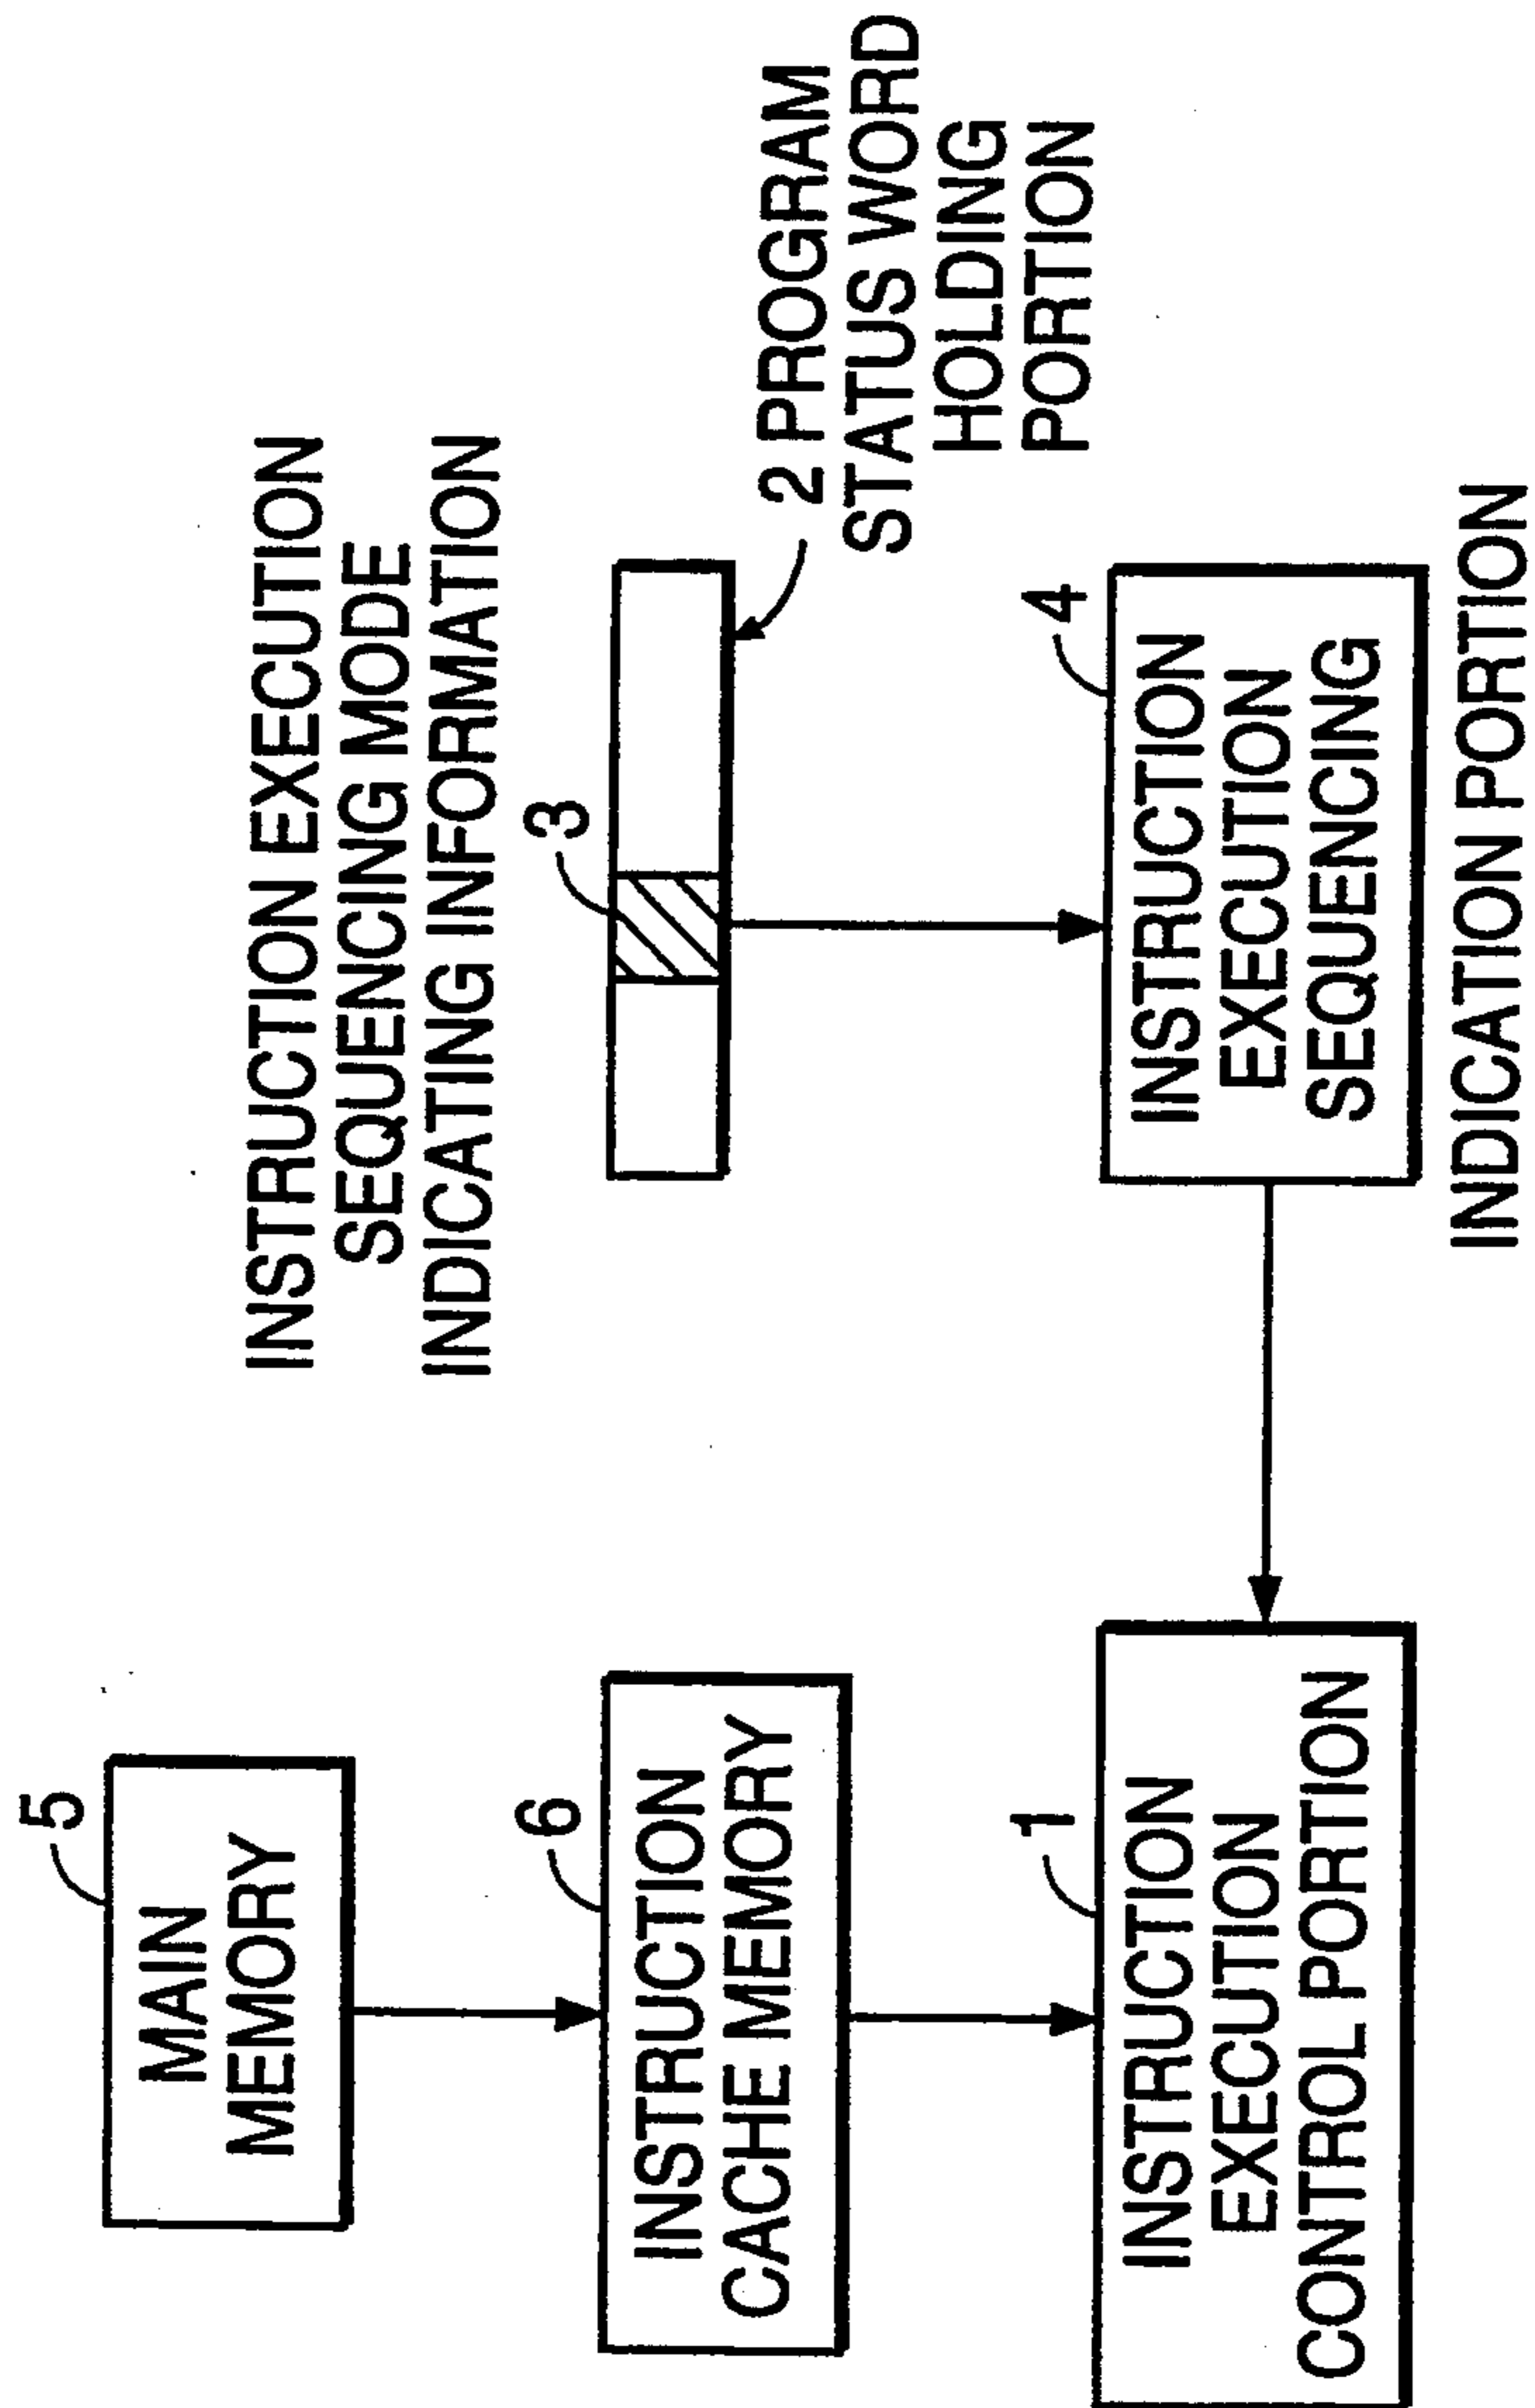 5
MAIN
MEMORY
6
INSTRUCTION
CACHE MEMORY
1
INSTRUCTION
EXECUTION
CONTROL PORTION
INSTRUCTION EXECUTION
SEQUENCING MODE
INDICATING INFORMATION
3
2 PROGRAM
STATUS WORD
HOLDING
PORTION
4
INSTRUCTION
EXECUTION
SEQUENCING
INDICATION PORTION